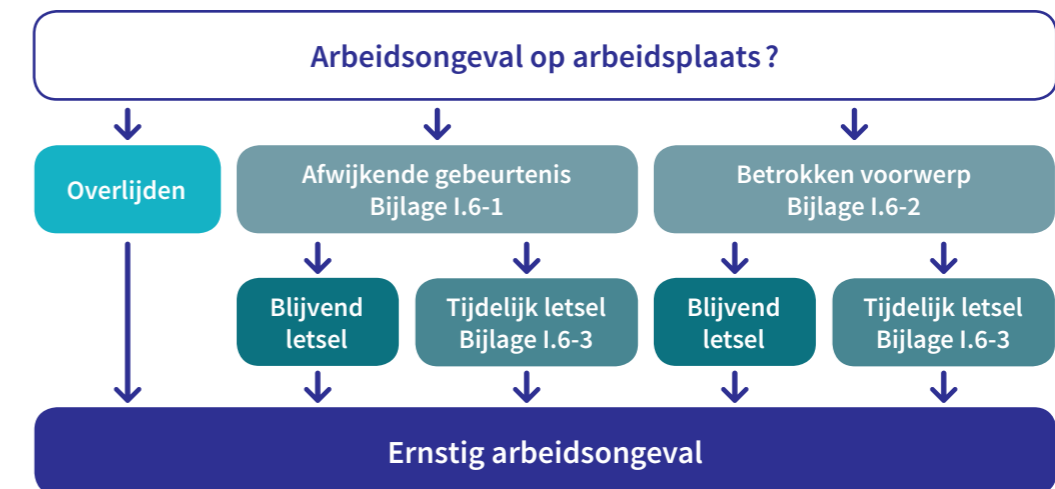 Arbeidsongeval op arbeidsplaats ?
Overlijden
Afwijkende gebeurtenis
Bijlage I.6-1
Betrokken voorwerp
Bijlage I.6-2
Blijvend
letsel
Tijdelijk letsel
Bijlage I.6-3
Blijvend
letsel
Tijdelijk letsel
Bijlage I.6-3
Ernstig arbeidsongeval